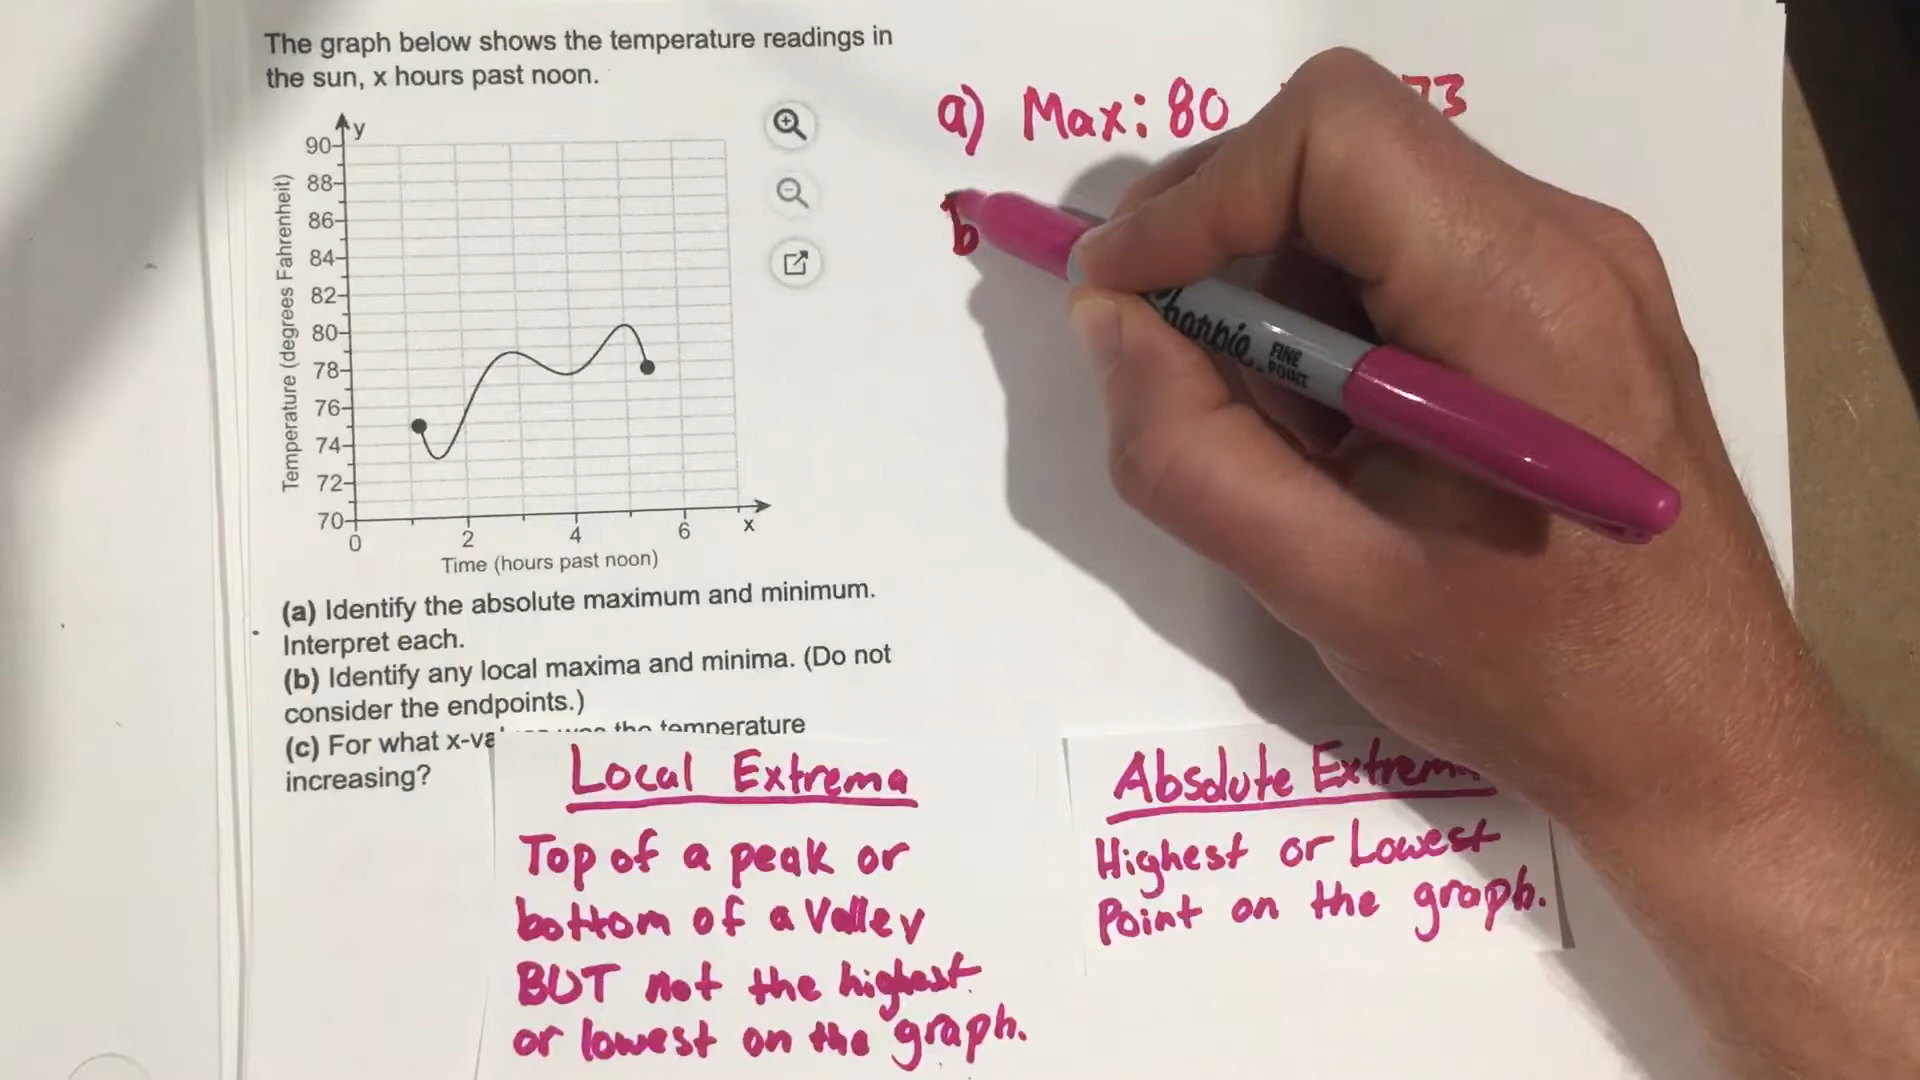 The graph below shows the temperature readings in
the sun, x hours past noon.
a) Max: 80 73
b
y
90
88
86
84
82
80
78
76
74
72
70
Temperature (degrees Fahrenheit)
0 2 4 6 x
Time (hours past noon)
Sharpie.
FINE
POINT
(a) Identify the absolute maximum and minimum.
Interpret each.
(b) Identify any local maxima and minima. (Do not
consider the endpoints.)
(c) For what the temperature
increasing?
Local Extrema
Top of a peak or
bottom of a Valley
BUT not the highest
or lowest on the graph.
Absolute Extrema
Highest or Lowest
Point on the graph.